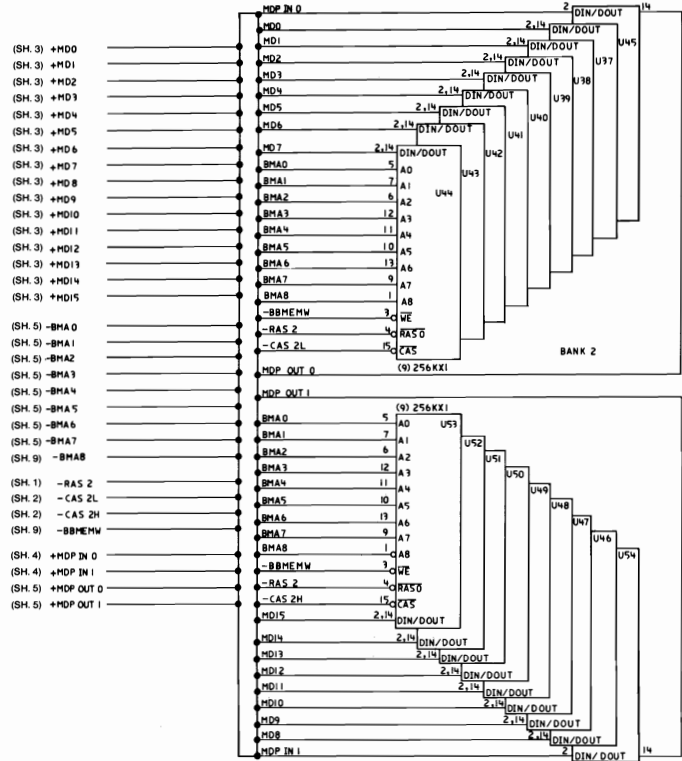 MDP IN 0 2 DIN/DOUT 14
MD0 2,14 DIN/DOUT U45
(SH. 3) +MD0 MD1 2,14 DIN/DOUT U37
(SH. 3) +MD1 MD2 2,14 DIN/DOUT U38
(SH. 3) +MD2 MD3 2,14 DIN/DOUT U39
(SH. 3) +MD3 MD4 2,14 DIN/DOUT U40
(SH. 3) +MD4 MD5 2,14 DIN/DOUT U41
(SH. 3) +MD5 MD6 2,14 DIN/DOUT U42
(SH. 3) +MD6 MD7 2,14 DIN/DOUT U43
(SH. 3) +MD7 BMA0 5 A0 U44
(SH. 3) +MD8 BMA1 7 A1
(SH. 3) +MD9 BMA2 6 A2
(SH. 3) +MD10 BMA3 12 A3
(SH. 3) +MD11 BMA4 11 A4
(SH. 3) +MD12 BMA5 10 A5
(SH. 3) +MD13 BMA6 13 A6
(SH. 3) +MD14 BMA7 9 A7
(SH. 3) +MD15 BMA8 1 A8
-BBMEMW 3 WE
(SH. 5) -BMA0 -RAS 2 4 RAS0
(SH. 5) -BMA1 -CAS 2L 15 CAS
BANK 2
(SH. 5) -BMA2 MDP OUT 0 (9) 256KX1
(SH. 5) -BMA3
(SH. 5) -BMA4 MDP OUT 1
(SH. 5) -BMA5 (9) 256KX1
(SH. 5) -BMA6 BMA0 5 A0 U53
(SH. 5) -BMA7 BMA1 7 A1 U52
(SH. 9) -BMA8 BMA2 6 A2 U51
BMA3 12 A3 U50
(SH. 1) -RAS 2 BMA4 11 A4 U49
(SH. 2) -CAS 2L BMA5 10 A5 U48
(SH. 2) -CAS 2H BMA6 13 A6 U47
(SH. 9) -BBMEMW BMA7 9 A7 U46
BMA8 1 A8 U54
(SH. 4) +MDP IN 0 -BBMEMW 3 WE
(SH. 4) +MDP IN 1 -RAS 2 4 RAS0
(SH. 5) +MDP OUT 0
(SH. 5) +MDP OUT 1 -CAS 2H 15 CAS
MD15 2,14 DIN/DOUT
MD14 2,14 DIN/DOUT
MD13 2,14 DIN/DOUT
MD12 2,14 DIN/DOUT
MD11 2,14 DIN/DOUT
MD10 2,14 DIN/DOUT
MD9 2,14 DIN/DOUT
MD8 2,14 DIN/DOUT
MDP IN 1 2 DIN/DOUT 14